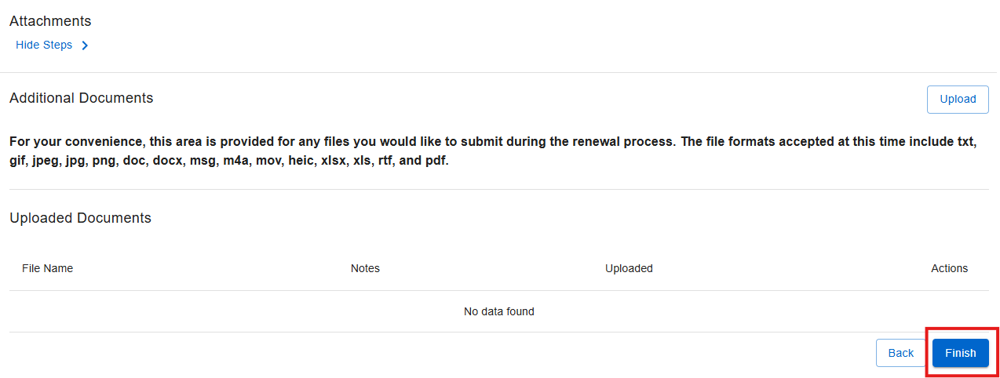 Attachments
Hide Steps
Additional Documents
Upload
For your convenience, this area is provided for any files you would like to submit during the renewal process. The file formats accepted at this time include txt,
gif, jpeg, jpg, png, doc, docx, msg, m4a, mov, heic, xlsx, xls, rtf, and pdf.
Uploaded Documents
File Name Notes Uploaded Actions
No data found
Back Finish